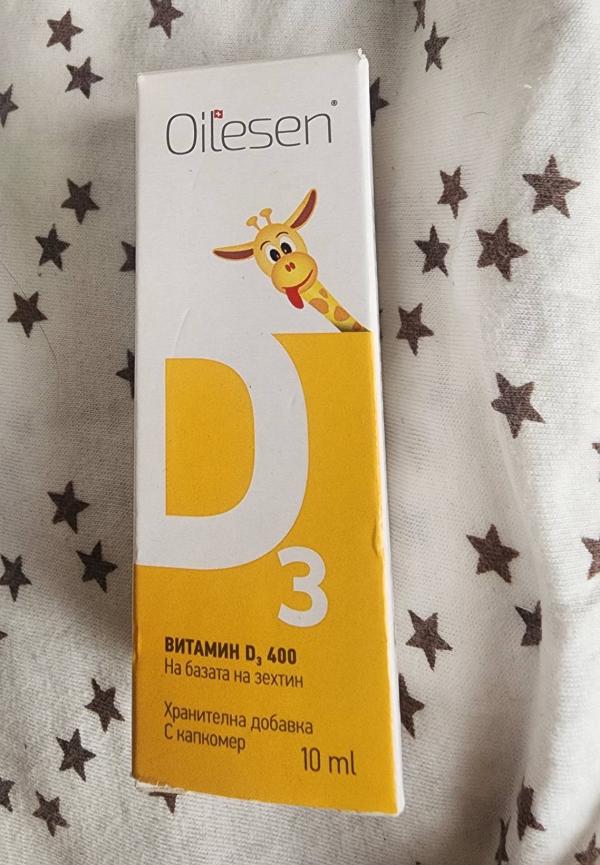 Oilesen®
D
3
ВИТАМИН D₃ 400
На базата на зехтин
Хранителна добавка
С капкомер
10 ml